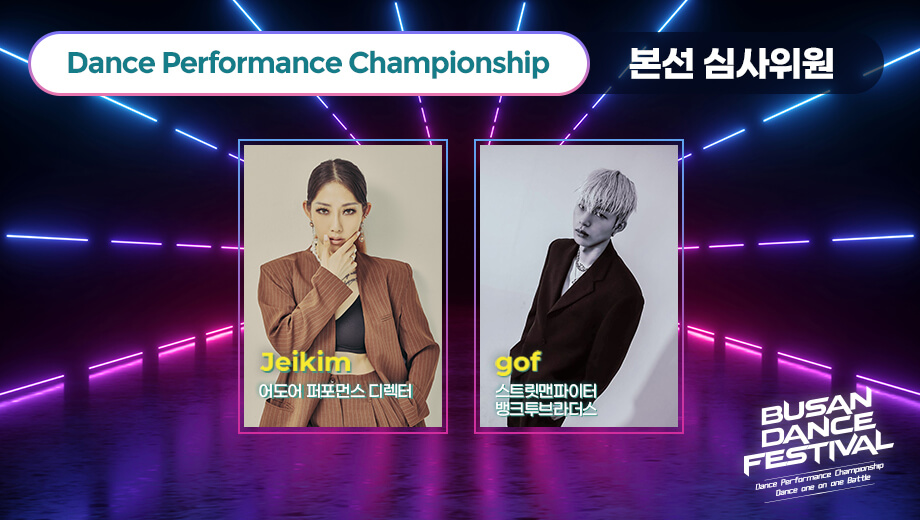 Dance Performance Championship
본선 심사위원
Jeikim
어도어 퍼포먼스 디렉터
gof
스트릿맨파이터
뱅크투브라더스
BUSAN
DANCE
FESTIVAL
Dance Performance Championship
Dance one on one Battle